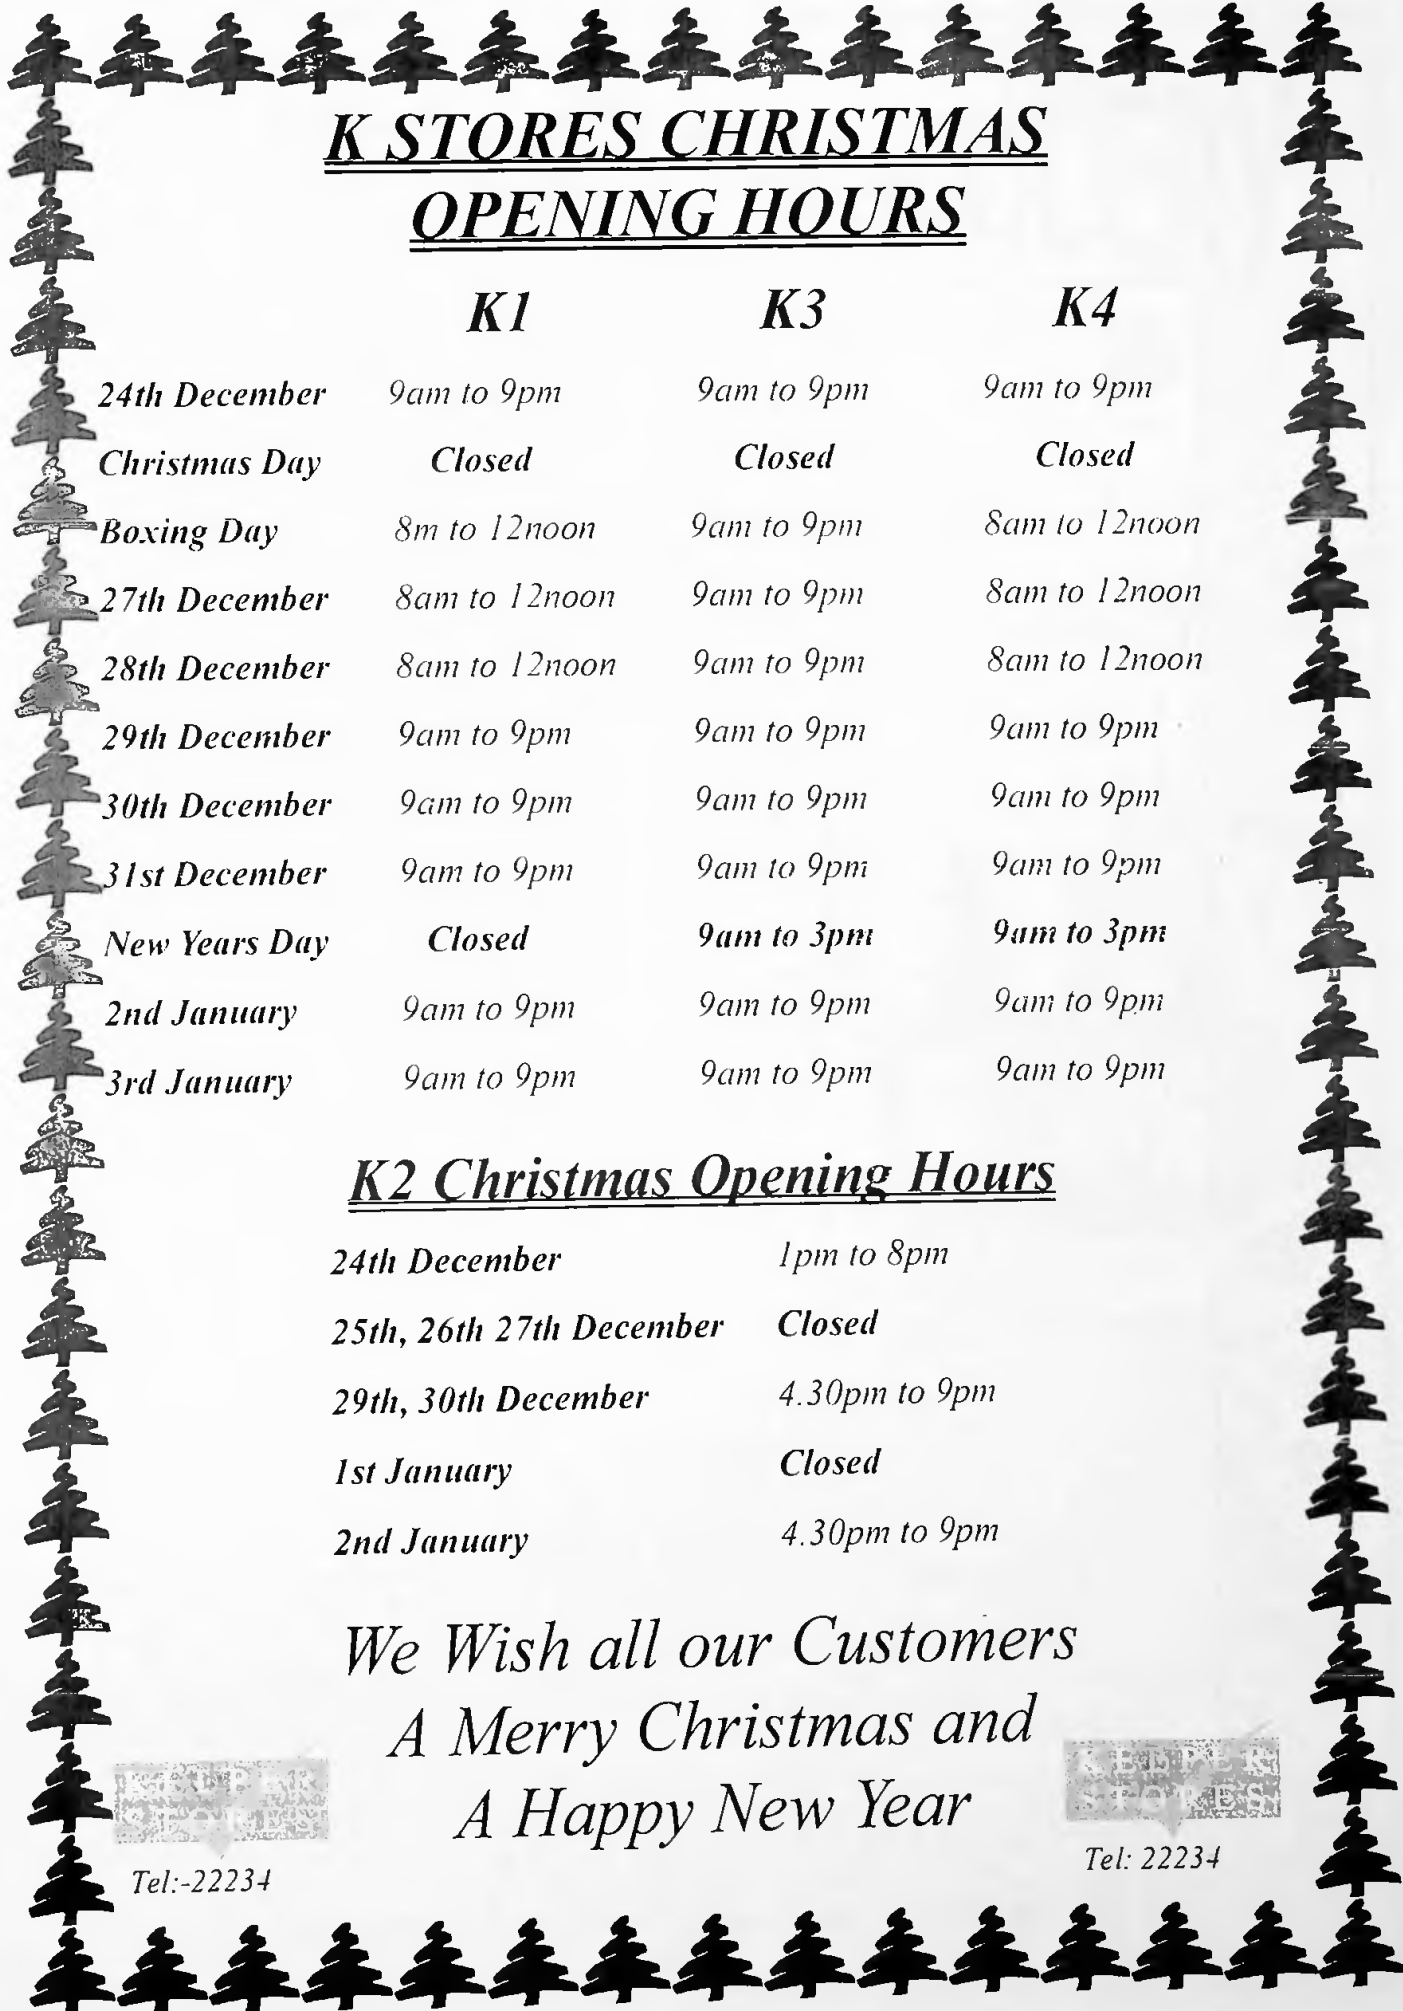 K STORES CHRISTMAS
OPENING HOURS
K1 K3 K4
24th December 9am to 9pm 9am to 9pm 9am to 9pm
Christmas Day Closed Closed Closed
Boxing Day 8m to 12noon 9am to 9pm 8am to 12noon
27th December 8am to 12noon 9am to 9pm 8am to 12noon
28th December 8am to 12noon 9am to 9pm 8am to 12noon
29th December 9am to 9pm 9am to 9pm 9am to 9pm
30th December 9am to 9pm 9am to 9pm 9am to 9pm
31st December 9am to 9pm 9am to 9pm 9am to 9pm
New Years Day Closed 9am to 3pm 9am to 3pm
2nd January 9am to 9pm 9am to 9pm 9am to 9pm
3rd January 9am to 9pm 9am to 9pm 9am to 9pm
K2 Christmas Opening Hours
24th December 1pm to 8pm
25th, 26th 27th December Closed
29th, 30th December 4.30pm to 9pm
1st January Closed
2nd January 4.30pm to 9pm
We Wish all our Customers
A Merry Christmas and
A Happy New Year
KELPER
STORES
Tel:-22234
KELPER
STORES
Tel: 22234